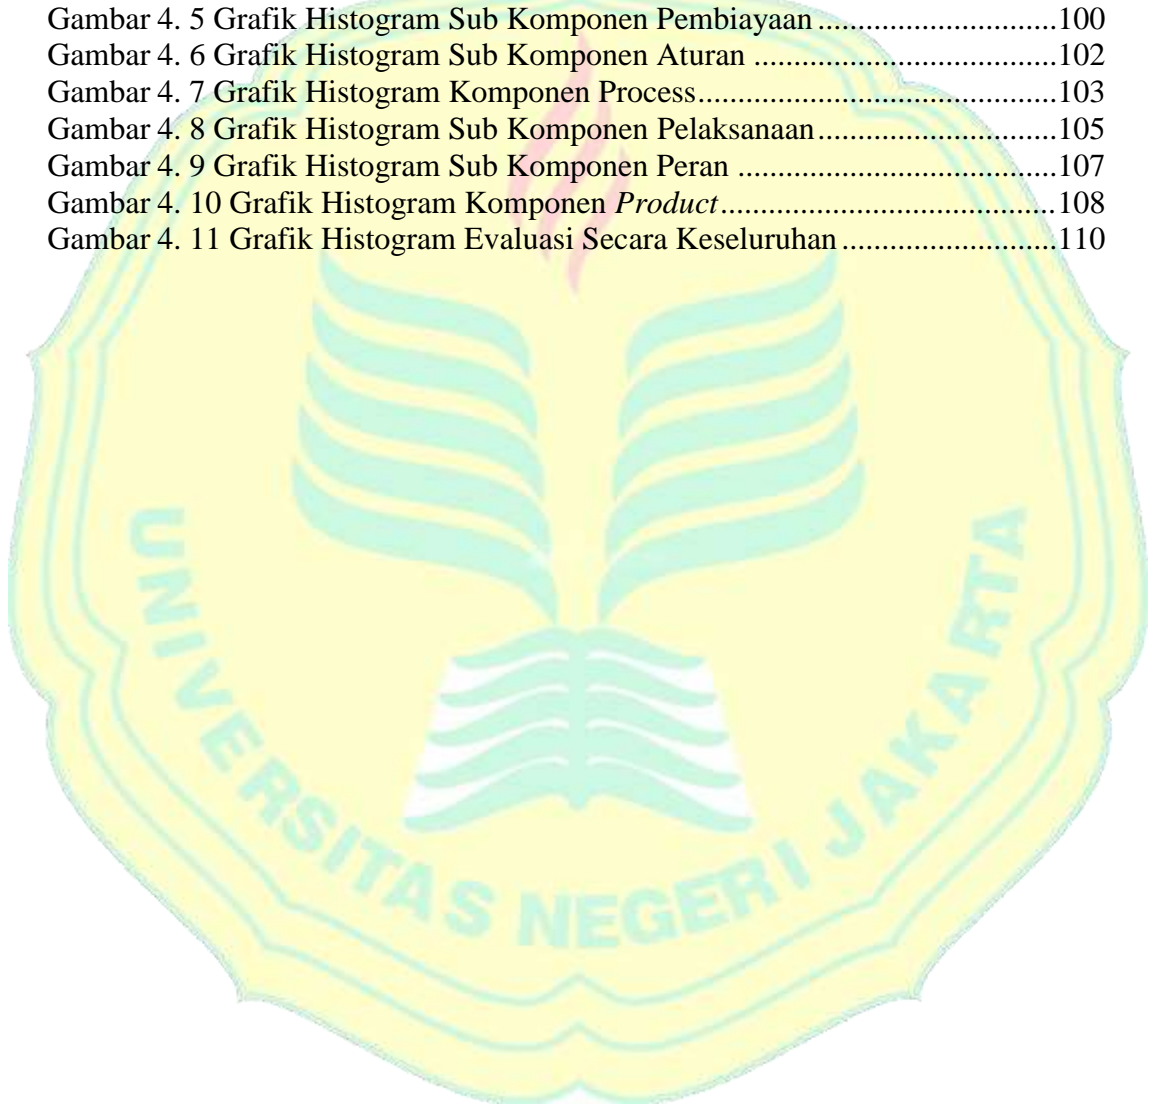 Gambar 4. 5 Grafik Histogram Sub Komponen Pembiayaan..............................100
Gambar 4. 6 Grafik Histogram Sub Komponen Aturan ......................................102
Gambar 4. 7 Grafik Histogram Komponen Process.............................................103
Gambar 4. 8 Grafik Histogram Sub Komponen Pelaksanaan..............................105
Gambar 4. 9 Grafik Histogram Sub Komponen Peran ........................................107
Gambar 4. 10 Grafik Histogram Komponen Product..........................................108
Gambar 4. 11 Grafik Histogram Evaluasi Secara Keseluruhan...........................110
UNIVERSITAS NEGERI JAKARTA